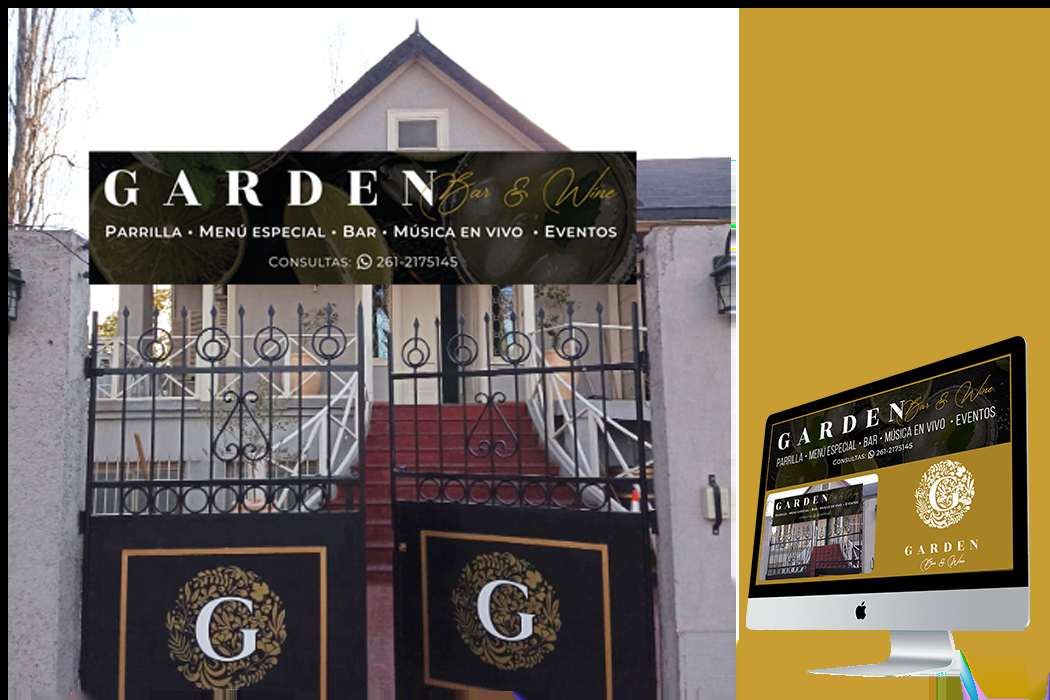 GARDEN Bar & Wine
PARRILLA • MENÚ ESPECIAL • BAR • MÚSICA EN VIVO • EVENTOS
CONSULTAS: 261-2175145
G
G
GARDEN Bar & Wine
PARRILLA • MENÚ ESPECIAL • BAR • MÚSICA EN VIVO • EVENTOS
CONSULTAS: 261-2175145
GARDEN
G
GARDEN
Bar & Wine